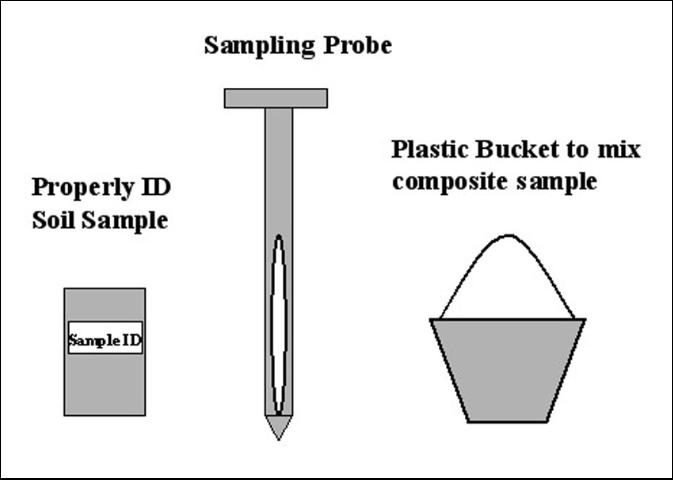 Sampling Probe
Plastic Bucket to mix
composite sample
Properly ID
Soil Sample
Sample ID